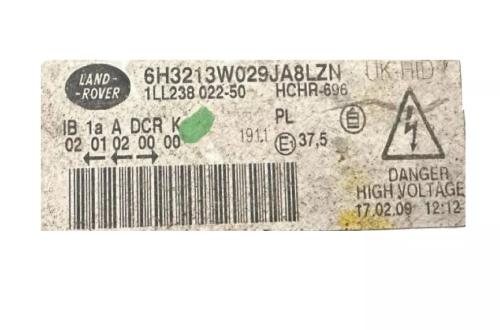 LAND-
-ROVER
6H3213W029JA8LZN UK-HID
1LL238 022-50 HCHR-696
IB 1a A DCR K PL
02 01 02 00 00 1911 E1 37,5
DANGER
HIGH VOLTAGE
17.02.09 12:12